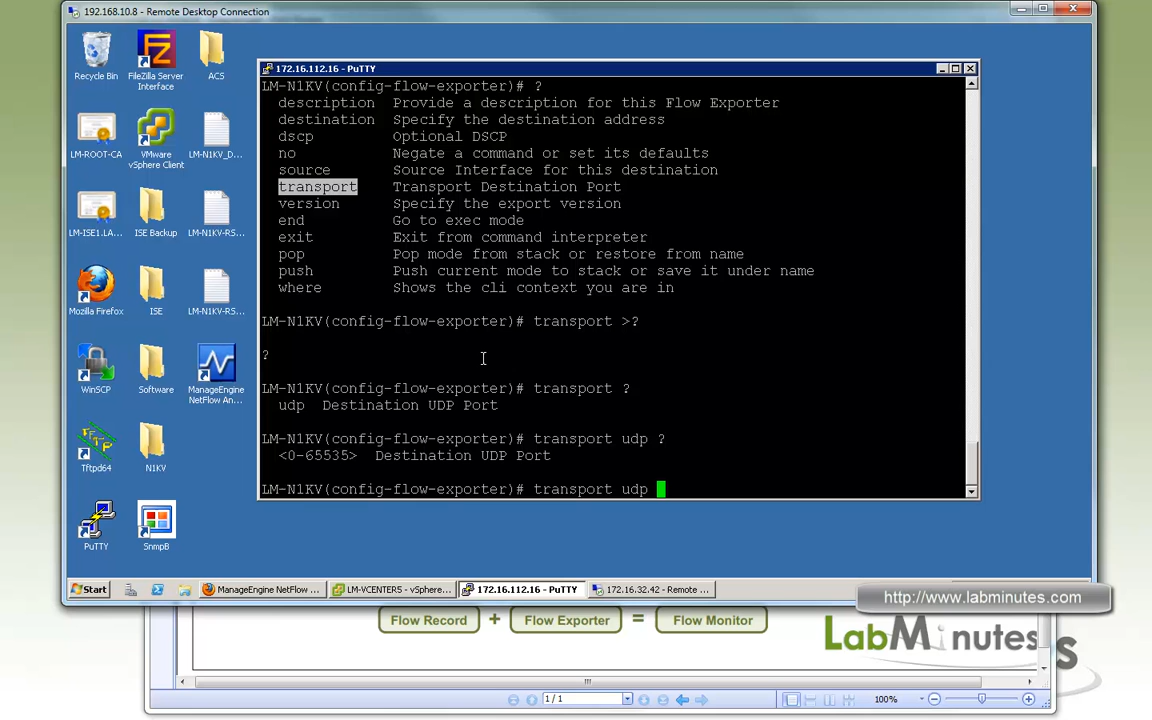 192.168.10.8 - Remote Desktop Connection
Recycle Bin
FileZilla Server Interface
ACS
LM-ROOT-CA
VMware vSphere Client
LM-N1KV_D...
LM-ISE1.LA...
ISE Backup
LM-N1KV-RS...
Mozilla Firefox
ISE
LM-N1KV-RS...
WinSCP
Software
ManageEngine NetFlow An...
Tftpd64
N1KV
PuTTY
SnmpB
172.16.112.16 - PuTTY
LM-N1KV(config-flow-exporter)# ?
description Provide a description for this Flow Exporter
destination Specify the destination address
dscp Optional DSCP
no Negate a command or set its defaults
source Source Interface for this destination
transport Transport Destination Port
version Specify the export version
end Go to exec mode
exit Exit from command interpreter
pop Pop mode from stack or restore from name
push Push current mode to stack or save it under name
where Shows the cli context you are in
LM-N1KV(config-flow-exporter)# transport >?
?
LM-N1KV(config-flow-exporter)# transport ?
udp Destination UDP Port
LM-N1KV(config-flow-exporter)# transport udp ?
<0-65535> Destination UDP Port
LM-N1KV(config-flow-exporter)# transport udp
Start
ManageEngine NetFlow ...
LM-VCENTER5 - vSphere...
172.16.112.16 - PuTTY
172.16.32.42 - Remote ...
http://www.labminutes.com
Flow Record + Flow Exporter = Flow Monitor
LabMinutes
1 / 1
100%